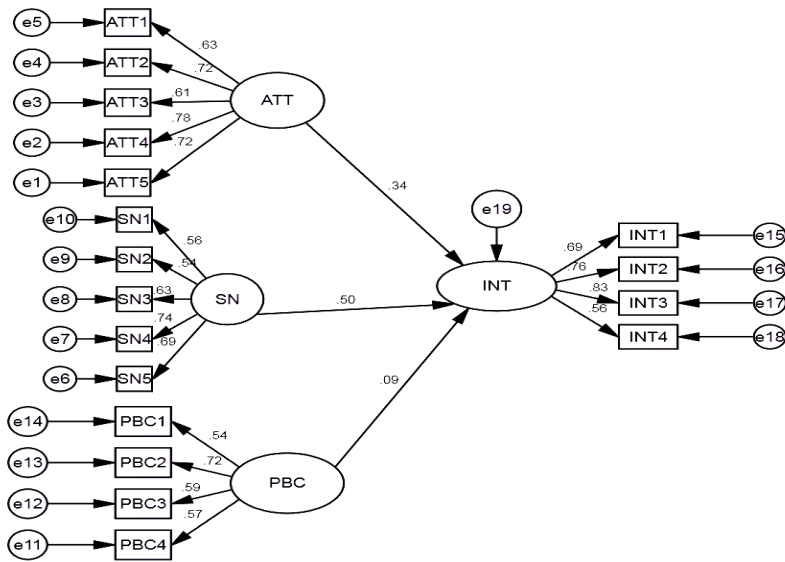 e5 ATT1
.63
e4 ATT2
.72
e3 ATT3
.61
ATT
e2 ATT4
.78
e1 ATT5
.72
.34
e10 SN1
.56
e9 SN2
.54
e8 SN3
.63
SN
e7 SN4
.74
e6 SN5
.69
.50
e19
INT
.69
INT1 e15
.76
INT2 e16
.83
INT3 e17
.56
INT4 e18
.09
e14 PBC1
.54
e13 PBC2
.72
PBC
e12 PBC3
.59
e11 PBC4
.57